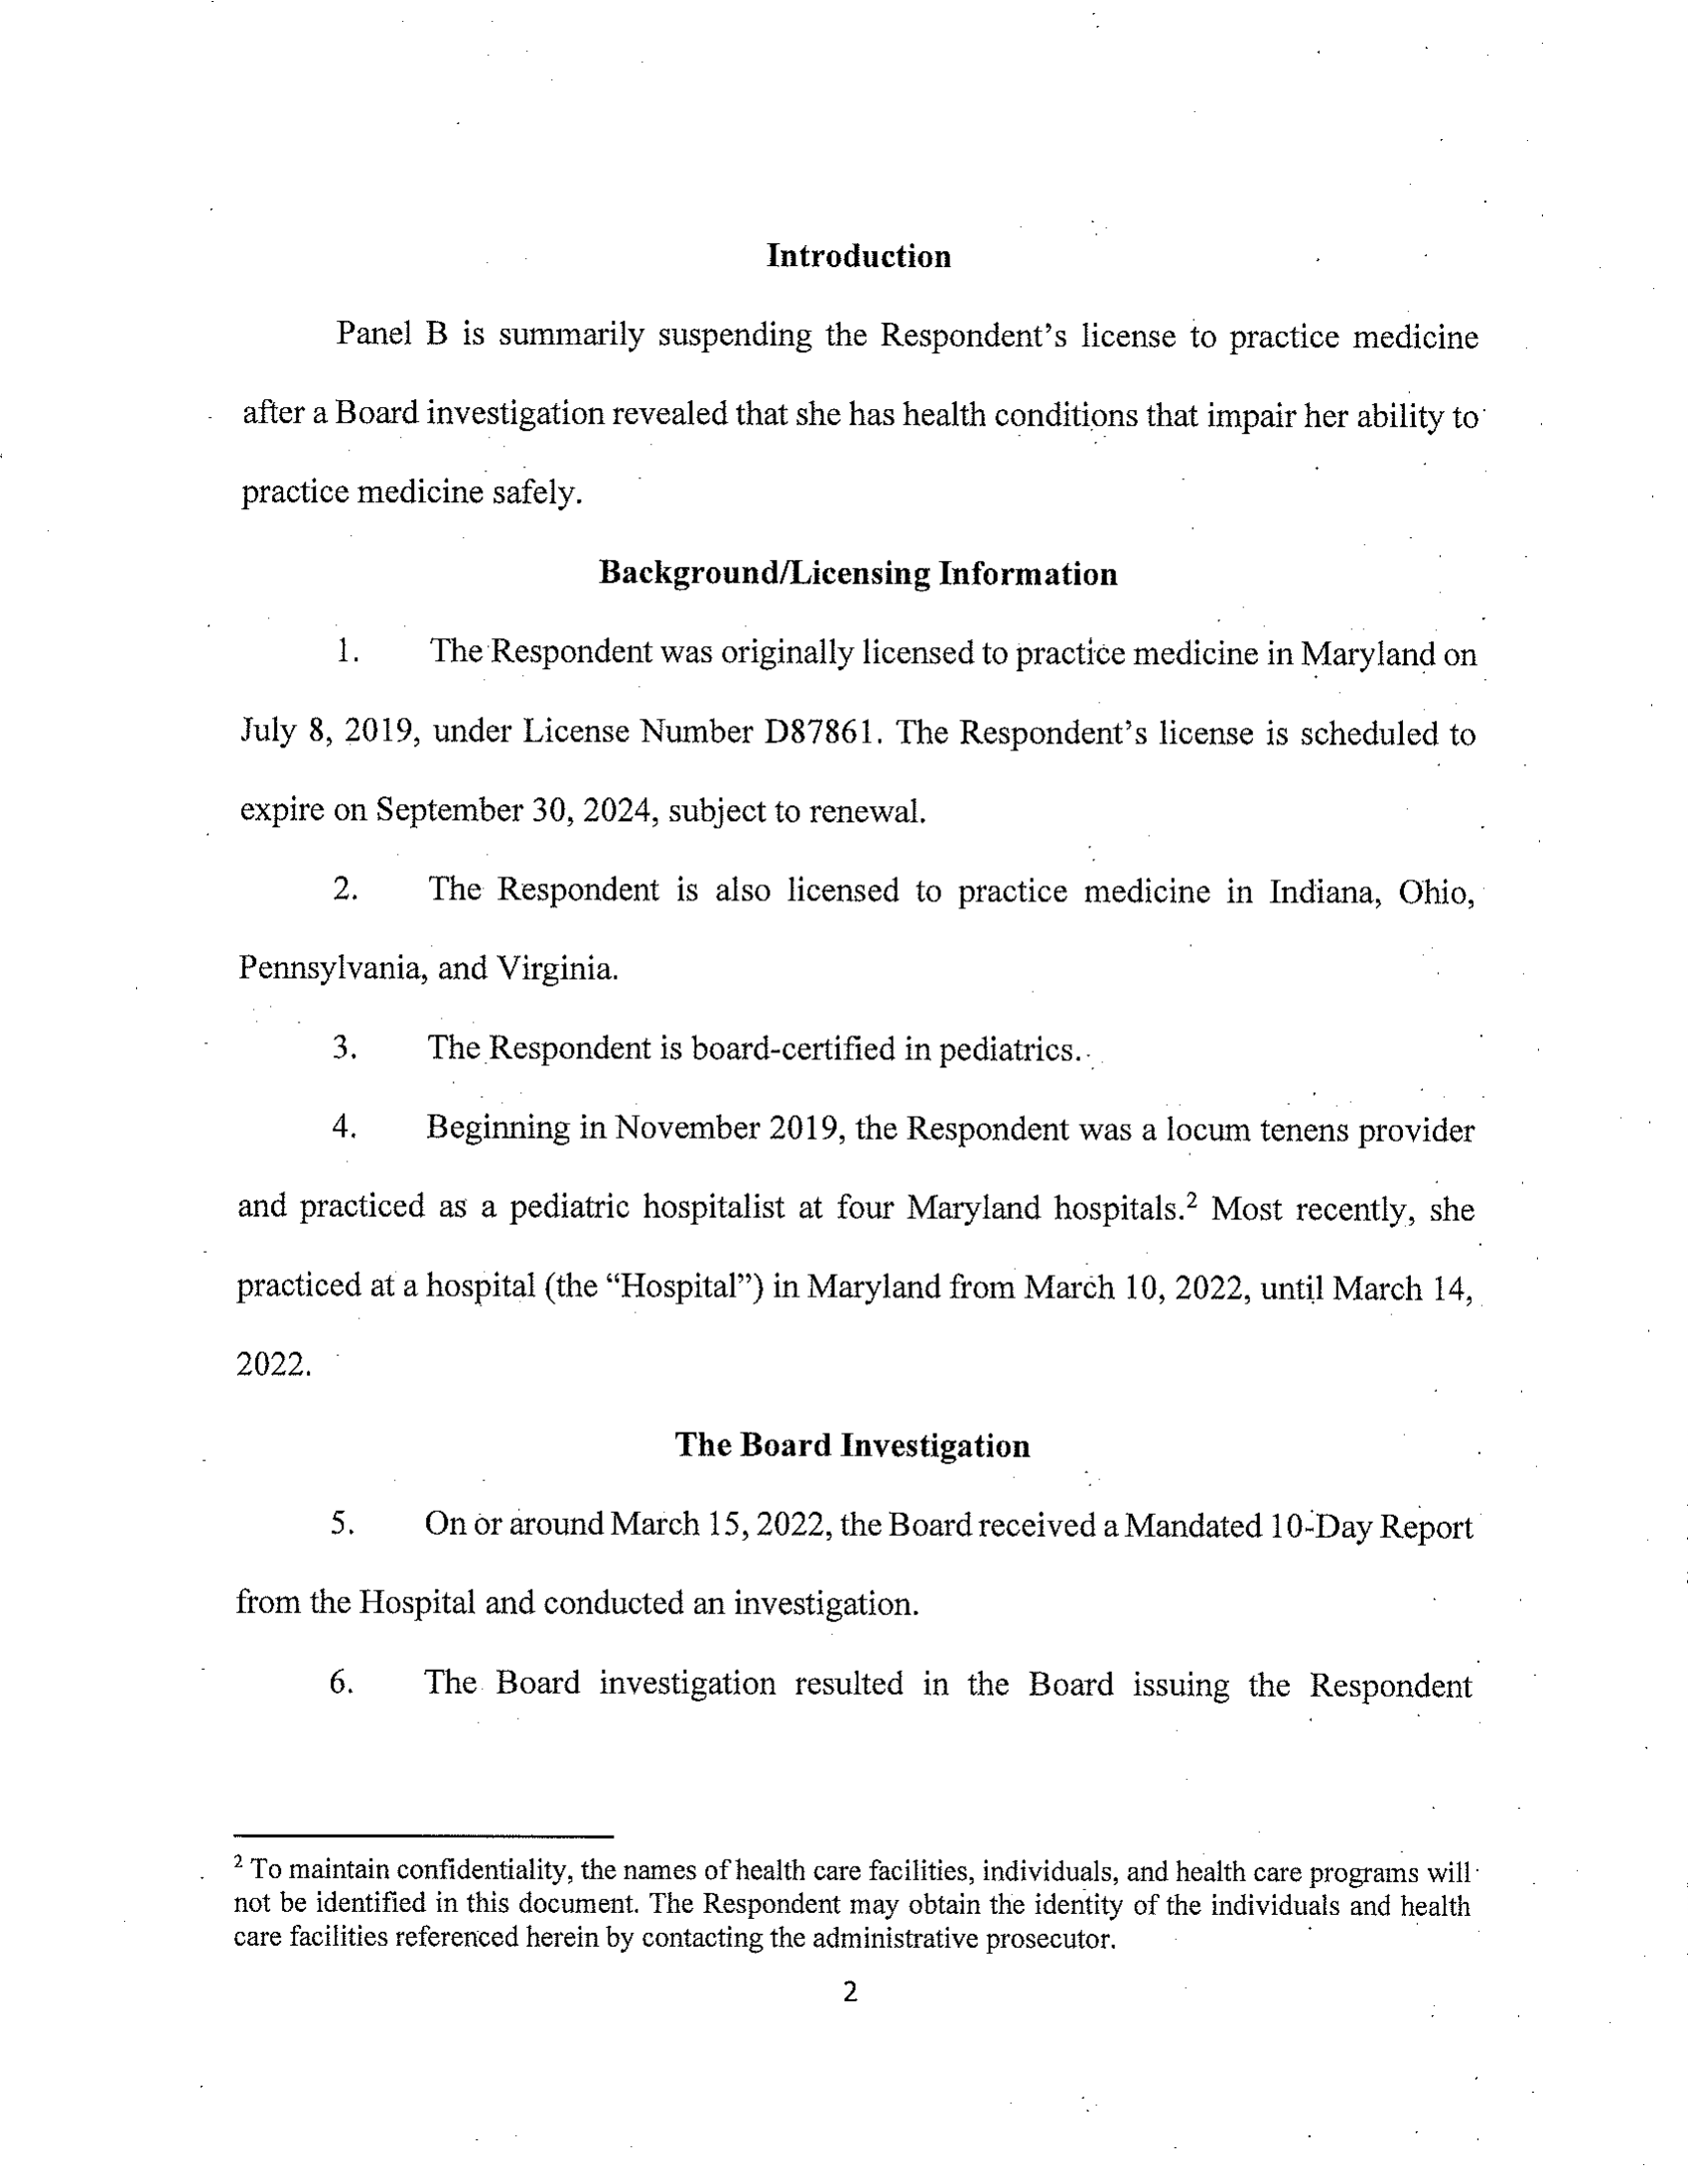 Introduction
Panel B is summarily suspending the Respondent's license to practice medicine
after a Board investigation revealed that she has health conditions that impair her ability to
practice medicine safely.
Background/Licensing Information
1. The Respondent was originally licensed to practice medicine in Maryland on
July 8, 2019, under License Number D87861. The Respondent's license is scheduled to
expire on September 30, 2024, subject to renewal.
2. The Respondent is also licensed to practice medicine in Indiana, Ohio,
Pennsylvania, and Virginia.
3. The Respondent is board-certified in pediatrics.
4. Beginning in November 2019, the Respondent was a locum tenens provider
and practiced as a pediatric hospitalist at four Maryland hospitals.² Most recently, she
practiced at a hospital (the “Hospital”) in Maryland from March 10, 2022, until March 14,
2022.
The Board Investigation
5. On or around March 15, 2022, the Board received a Mandated 10-Day Report
from the Hospital and conducted an investigation.
6. The Board investigation resulted in the Board issuing the Respondent
² To maintain confidentiality, the names of health care facilities, individuals, and health care programs will
not be identified in this document. The Respondent may obtain the identity of the individuals and health
care facilities referenced herein by contacting the administrative prosecutor.
2